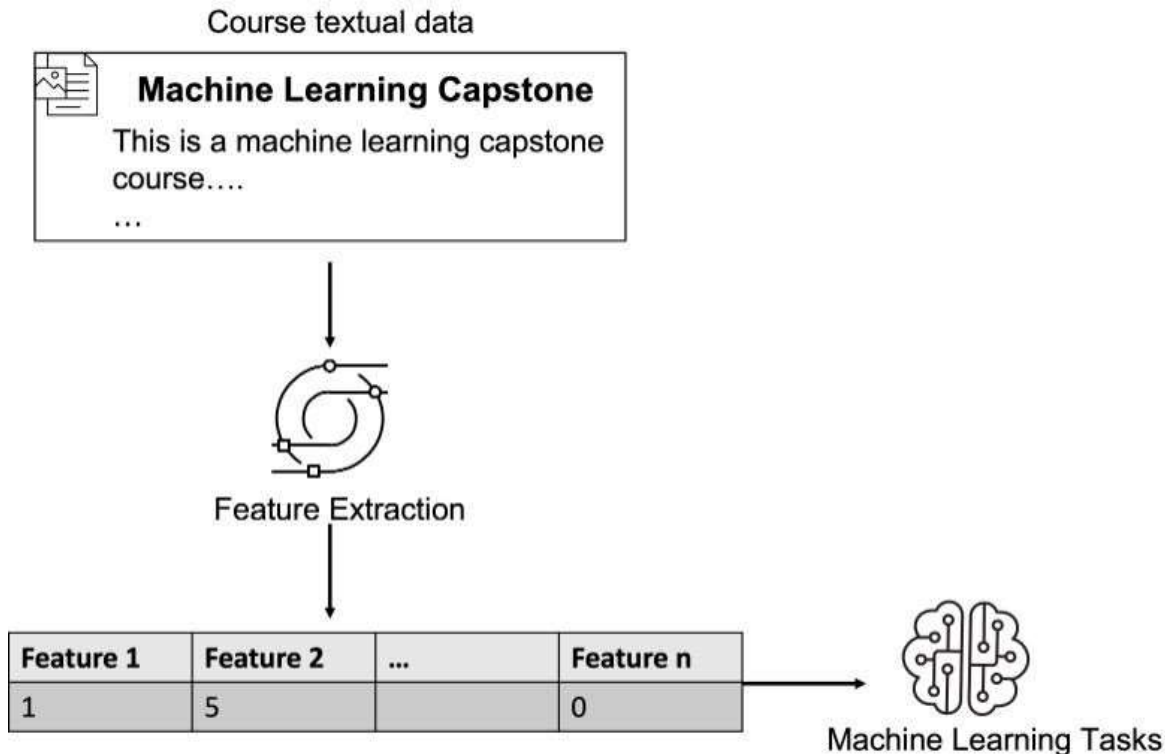 Course textual data
Machine Learning Capstone
This is a machine learning capstone
course....
...
Feature Extraction
Feature 1 Feature 2 ... Feature n
1 5 0
Machine Learning Tasks